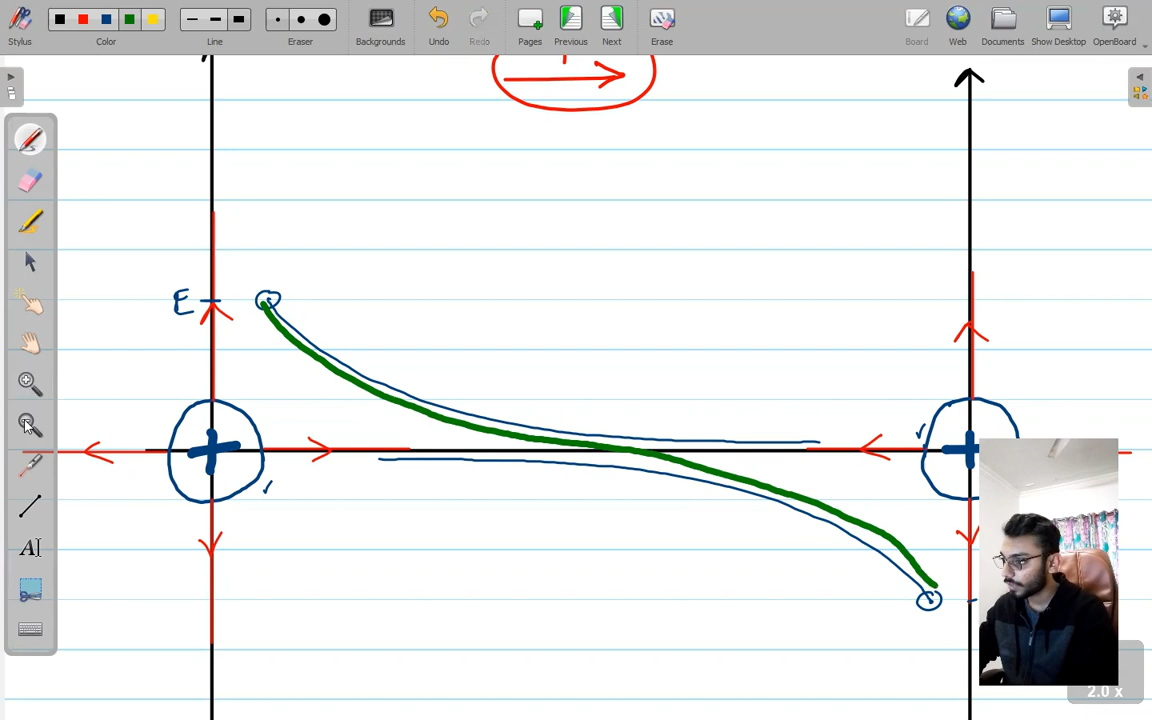 Stylus
Color
Line
Eraser
Backgrounds
Undo
Redo
Pages
Previous
Next
Erase
Board
Web
Documents
Show Desktop
OpenBoard
E
+
+
AI
2.0 x